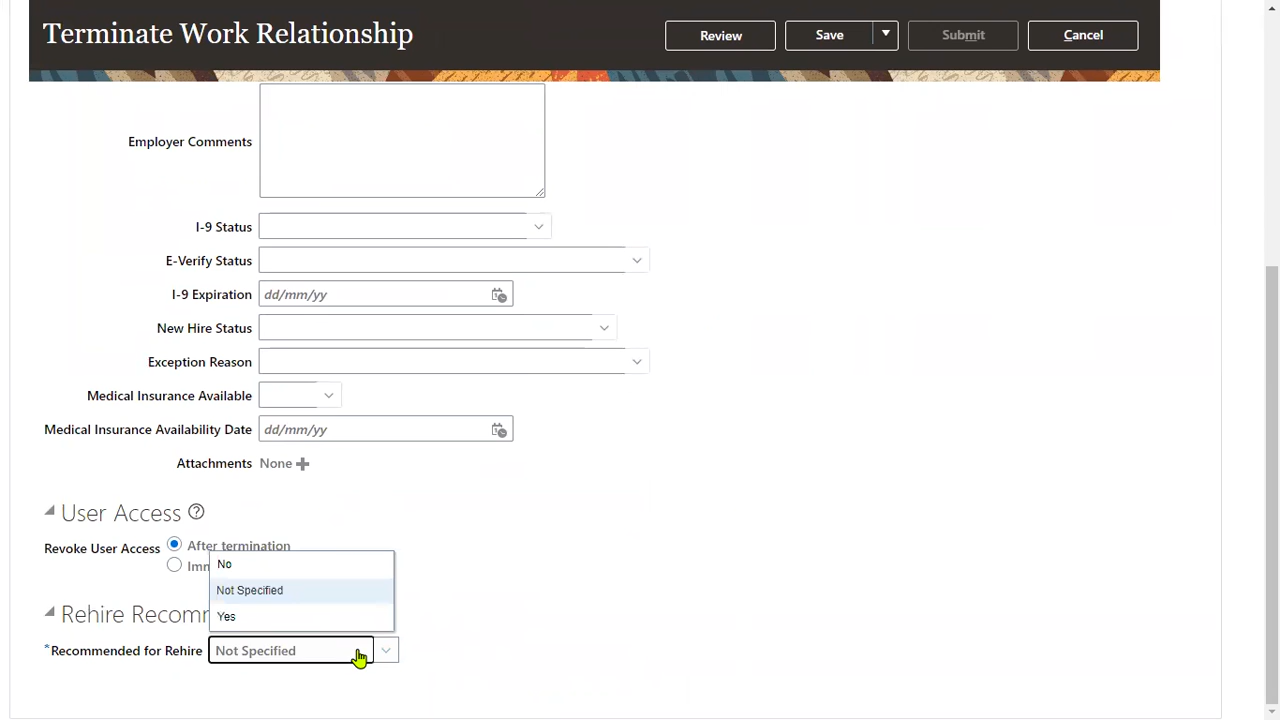 Terminate Work Relationship
Review
Save
Submit
Cancel
Employer Comments
I-9 Status
E-Verify Status
I-9 Expiration dd/mm/yy
New Hire Status
Exception Reason
Medical Insurance Available
Medical Insurance Availability Date dd/mm/yy
Attachments None
User Access
Revoke User Access After termination
No
Not Specified
Yes
*Recommended for Rehire Not Specified
Rehire